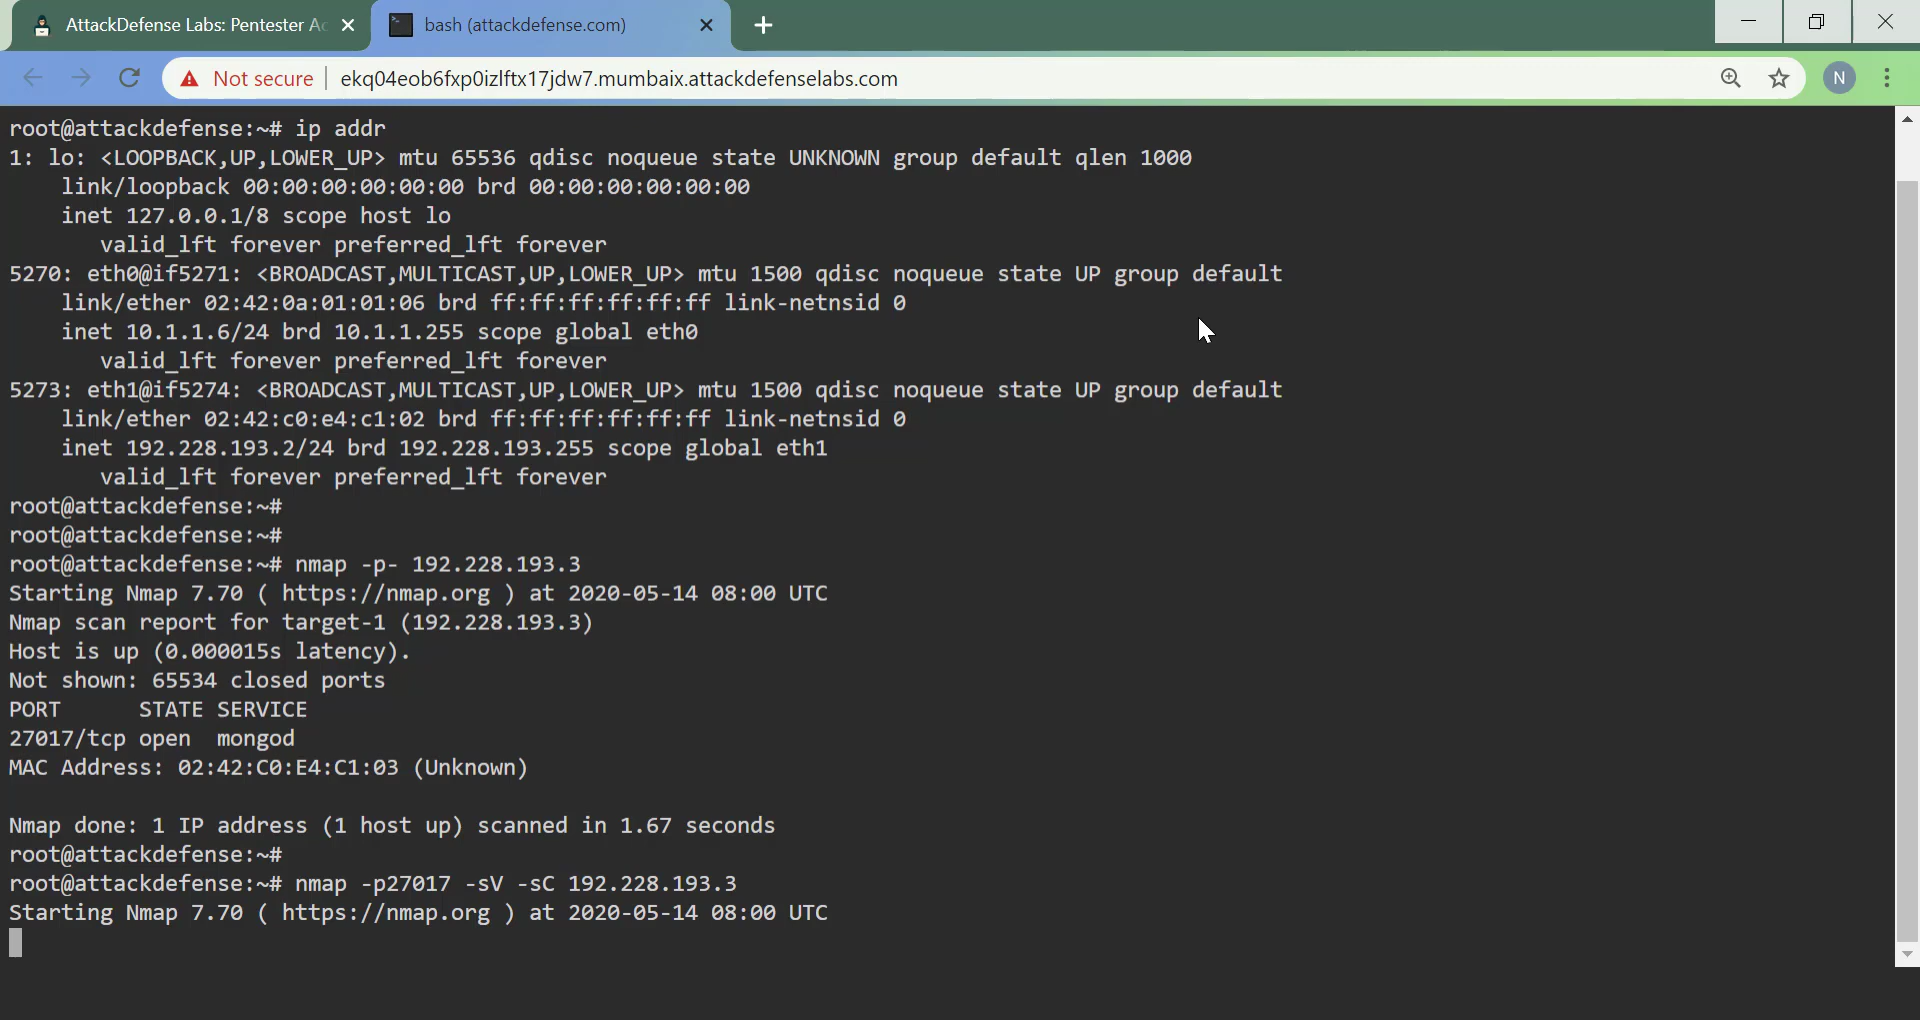 AttackDefense Labs: Pentester Ac
bash (attackdefense.com)
Not secure
ekq04eob6fxp0izlftx17jdw7.mumbaix.attackdefenselabs.com
N
root@attackdefense:~# ip addr
1: lo: <LOOPBACK,UP,LOWER_UP> mtu 65536 qdisc noqueue state UNKNOWN group default qlen 1000
link/loopback 00:00:00:00:00:00 brd 00:00:00:00:00:00
inet 127.0.0.1/8 scope host lo
valid_lft forever preferred_lft forever
5270: eth0@if5271: <BROADCAST,MULTICAST,UP,LOWER_UP> mtu 1500 qdisc noqueue state UP group default
link/ether 02:42:0a:01:01:06 brd ff:ff:ff:ff:ff:ff link-netnsid 0
inet 10.1.1.6/24 brd 10.1.1.255 scope global eth0
valid_lft forever preferred_lft forever
5273: eth1@if5274: <BROADCAST,MULTICAST,UP,LOWER_UP> mtu 1500 qdisc noqueue state UP group default
link/ether 02:42:c0:e4:c1:02 brd ff:ff:ff:ff:ff:ff link-netnsid 0
inet 192.228.193.2/24 brd 192.228.193.255 scope global eth1
valid_lft forever preferred_lft forever
root@attackdefense:~#
root@attackdefense:~#
root@attackdefense:~# nmap -p- 192.228.193.3
Starting Nmap 7.70 ( https://nmap.org ) at 2020-05-14 08:00 UTC
Nmap scan report for target-1 (192.228.193.3)
Host is up (0.000015s latency).
Not shown: 65534 closed ports
PORT      STATE SERVICE
27017/tcp open  mongod
MAC Address: 02:42:C0:E4:C1:03 (Unknown)
Nmap done: 1 IP address (1 host up) scanned in 1.67 seconds
root@attackdefense:~#
root@attackdefense:~# nmap -p27017 -sV -sC 192.228.193.3
Starting Nmap 7.70 ( https://nmap.org ) at 2020-05-14 08:00 UTC